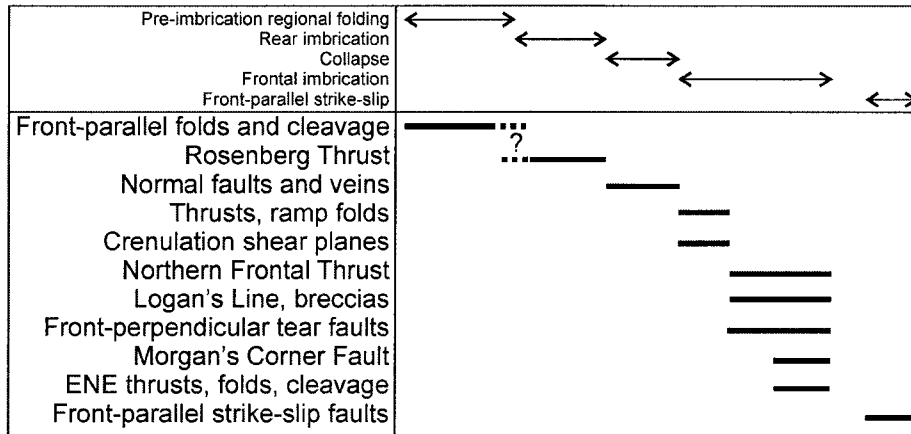 Pre-imbrication regional folding
Rear imbrication
Collapse
Frontal imbrication
Front-parallel strike-slip
Front-parallel folds and cleavage
?
Rosenberg Thrust
Normal faults and veins
Thrusts, ramp folds
Crenulation shear planes
Northern Frontal Thrust
Logan's Line, breccias
Front-perpendicular tear faults
Morgan's Corner Fault
ENE thrusts, folds, cleavage
Front-parallel strike-slip faults